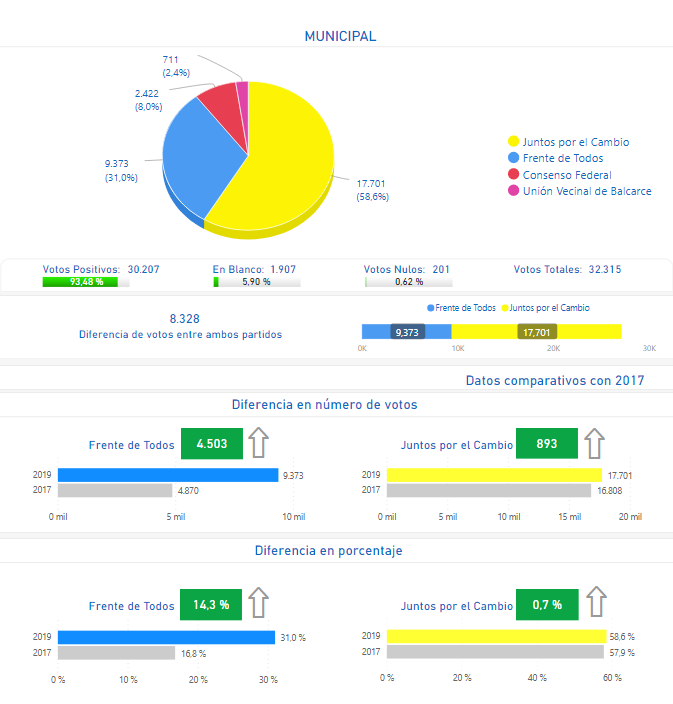 MUNICIPAL
711
(2,4%)
2.422
(8,0%)
9.373
(31,0%)
17.701
(58,6%)
Juntos por el Cambio
Frente de Todos
Consenso Federal
Unión Vecinal de Balcarce
Votos Positivos: 30.207
93,48 %
En Blanco: 1.907
5,90 %
Votos Nulos: 201
0,62 %
Votos Totales: 32.315
8.328
Diferencia de votos entre ambos partidos
Frente de Todos Juntos por el Cambio
9,373 17,701
0K 10K 20K 30K
Datos comparativos con 2017
Diferencia en número de votos
Frente de Todos 4.503
2019 9.373
2017 4.870
0 mil 5 mil 10 mil
Juntos por el Cambio 893
2019 17.701
2017 16.808
0 mil 5 mil 10 mil 15 mil 20 mil
Diferencia en porcentaje
Frente de Todos 14,3 %
2019 31,0 %
2017 16,8 %
0 % 10 % 20 % 30 %
Juntos por el Cambio 0,7 %
2019 58,6 %
2017 57,9 %
0 % 20 % 40 % 60 %